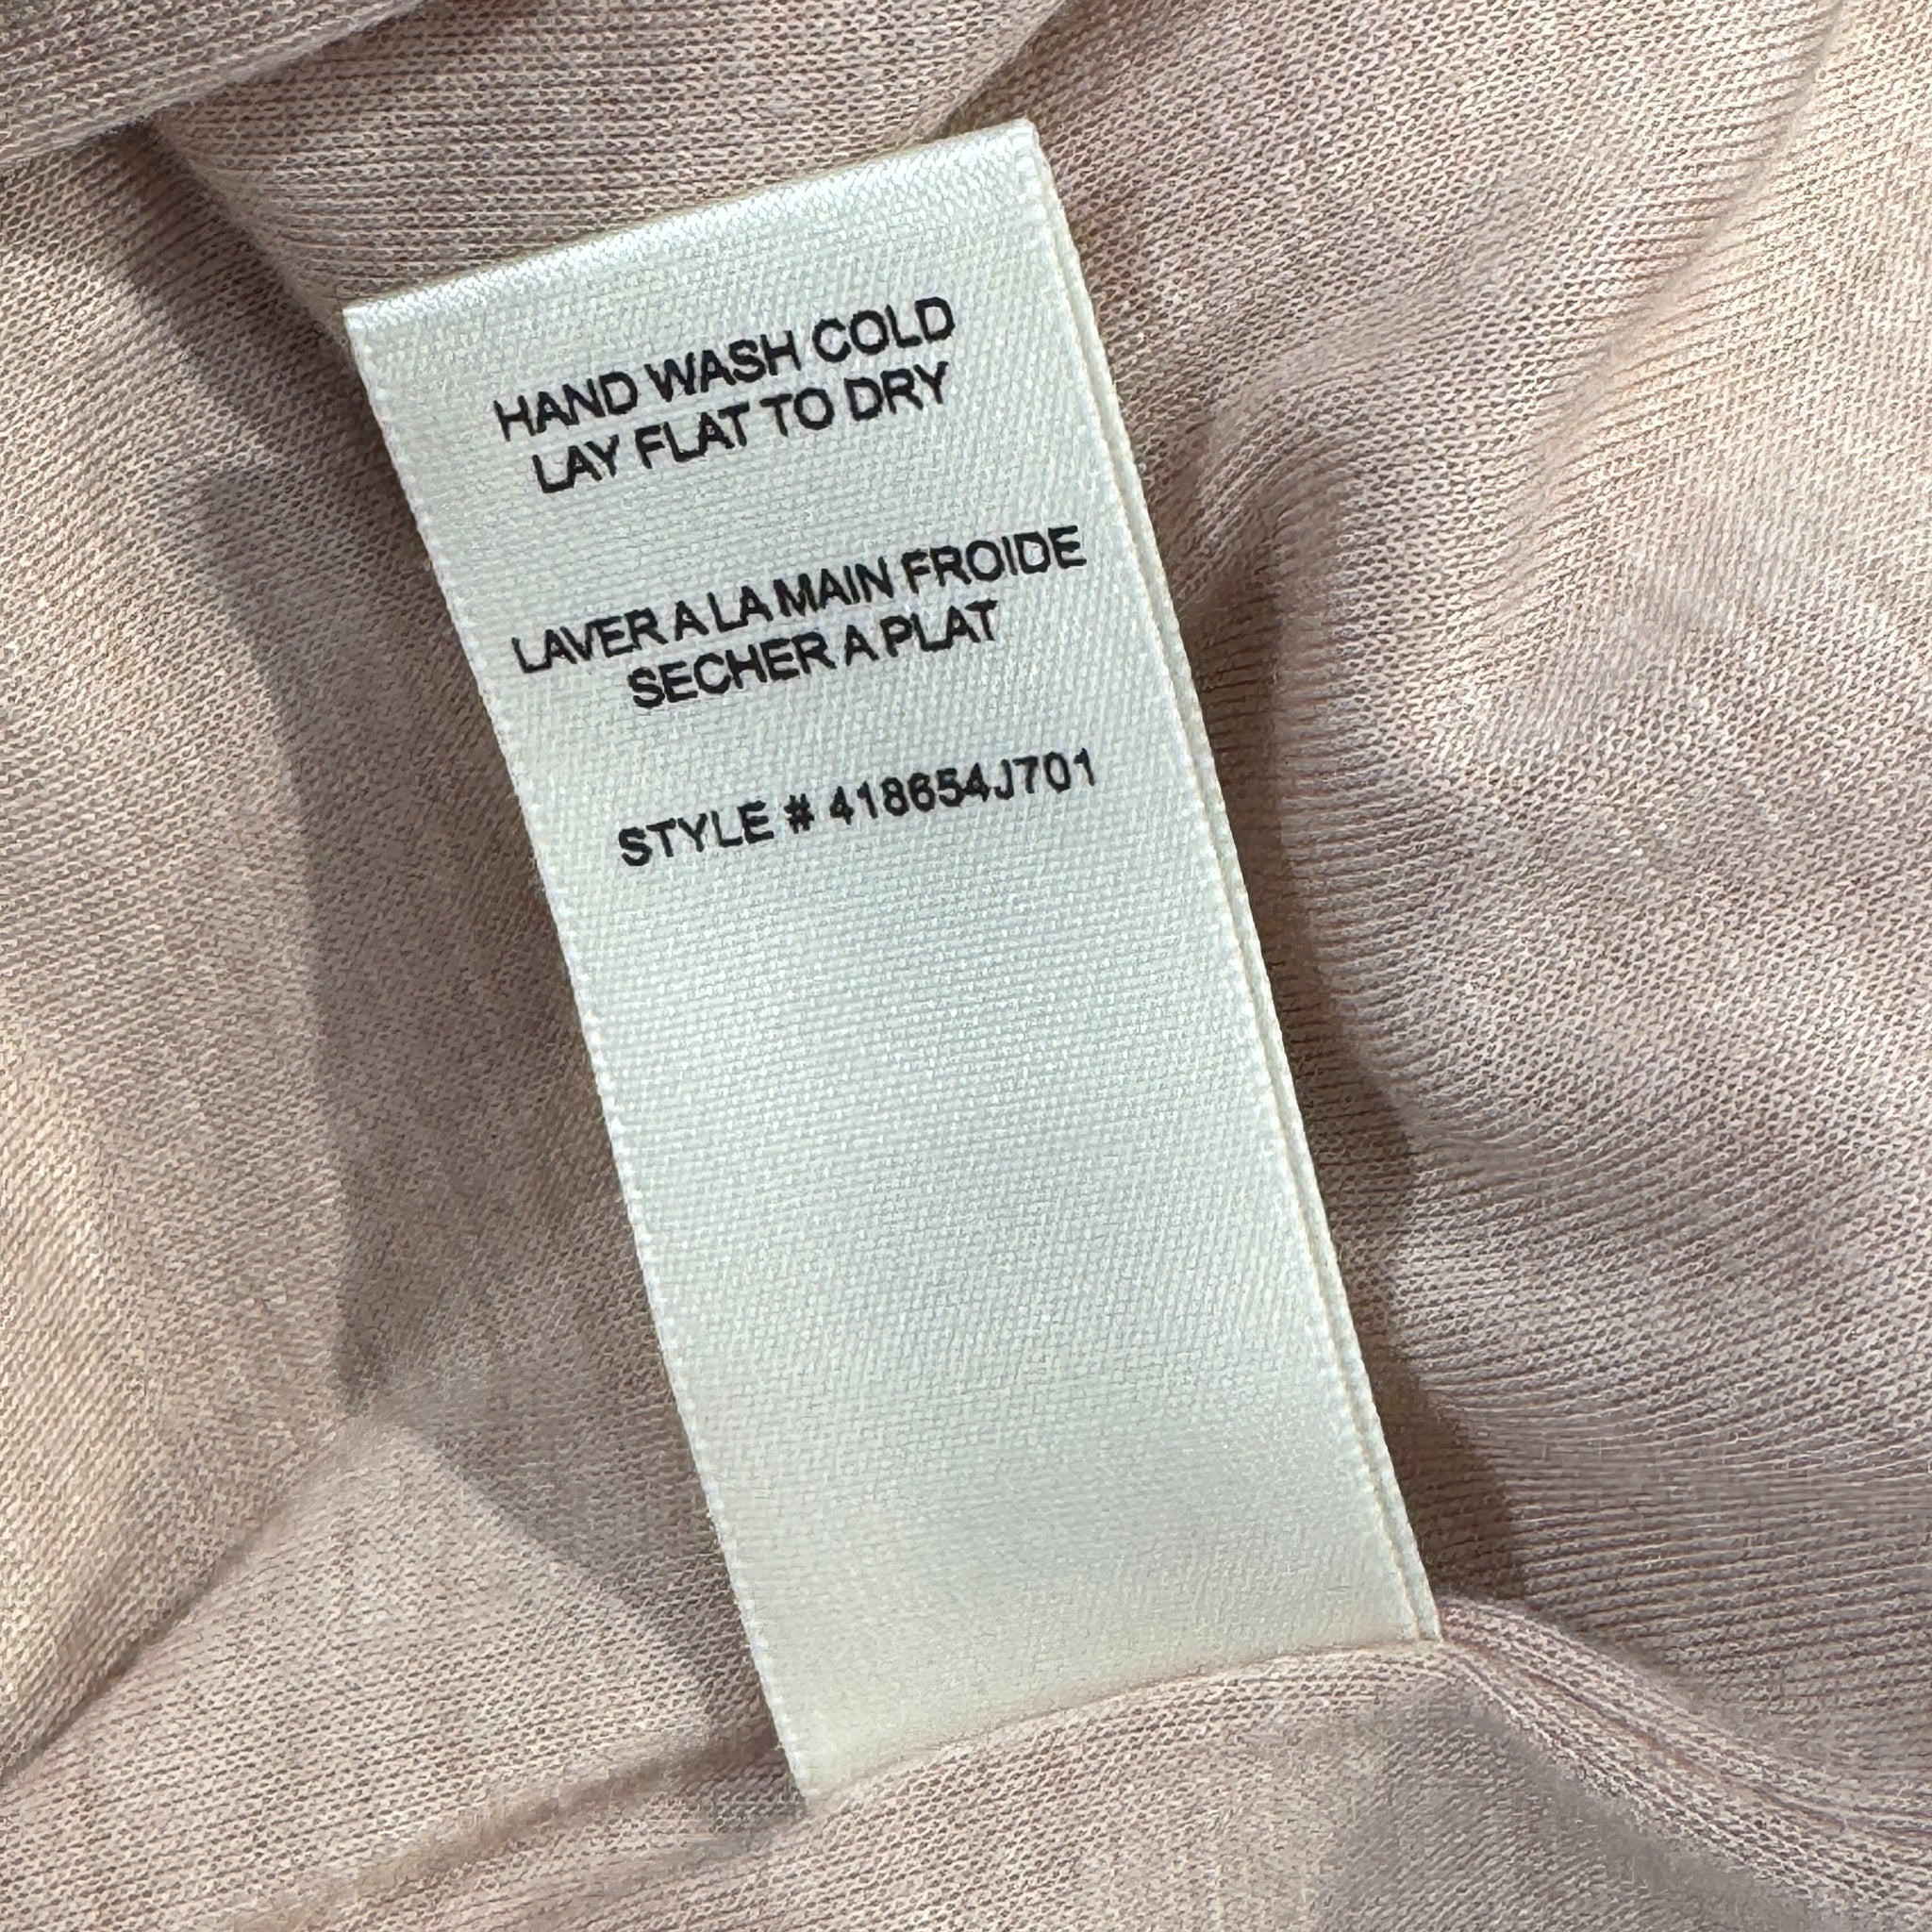 HAND WASH COLD
LAY FLAT TO DRY
LAVER A LA MAIN FROIDE
SECHER A PLAT
STYLE # 418654J701